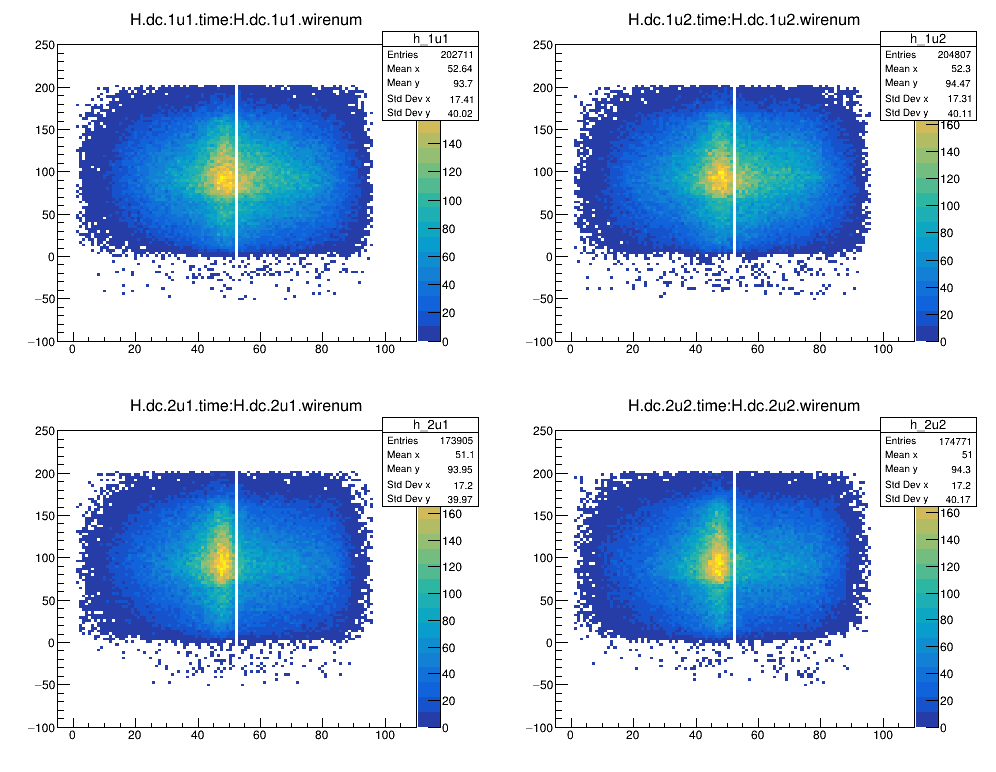 H.dc.1u1.time:H.dc.1u1.wirenum
h_1u1
Entries 202711
Mean x 52.64
Mean y 93.7
Std Dev x 17.41
Std Dev y 40.02
250
200
150
100
50
0
−50
−100
0 20 40 60 80 100
140
120
100
80
60
40
20
0
H.dc.1u2.time:H.dc.1u2.wirenum
h_1u2
Entries 204807
Mean x 52.3
Mean y 94.47
Std Dev x 17.31
Std Dev y 40.11
250
200
150
100
50
0
−50
−100
0 20 40 60 80 100
160
140
120
100
80
60
40
20
0
H.dc.2u1.time:H.dc.2u1.wirenum
h_2u1
Entries 173905
Mean x 51.1
Mean y 93.95
Std Dev x 17.2
Std Dev y 39.97
250
200
150
100
50
0
−50
−100
0 20 40 60 80 100
160
140
120
100
80
60
40
20
0
H.dc.2u2.time:H.dc.2u2.wirenum
h_2u2
Entries 174771
Mean x 51
Mean y 94.3
Std Dev x 17.2
Std Dev y 40.17
250
200
150
100
50
0
−50
−100
0 20 40 60 80 100
160
140
120
100
80
60
40
20
0